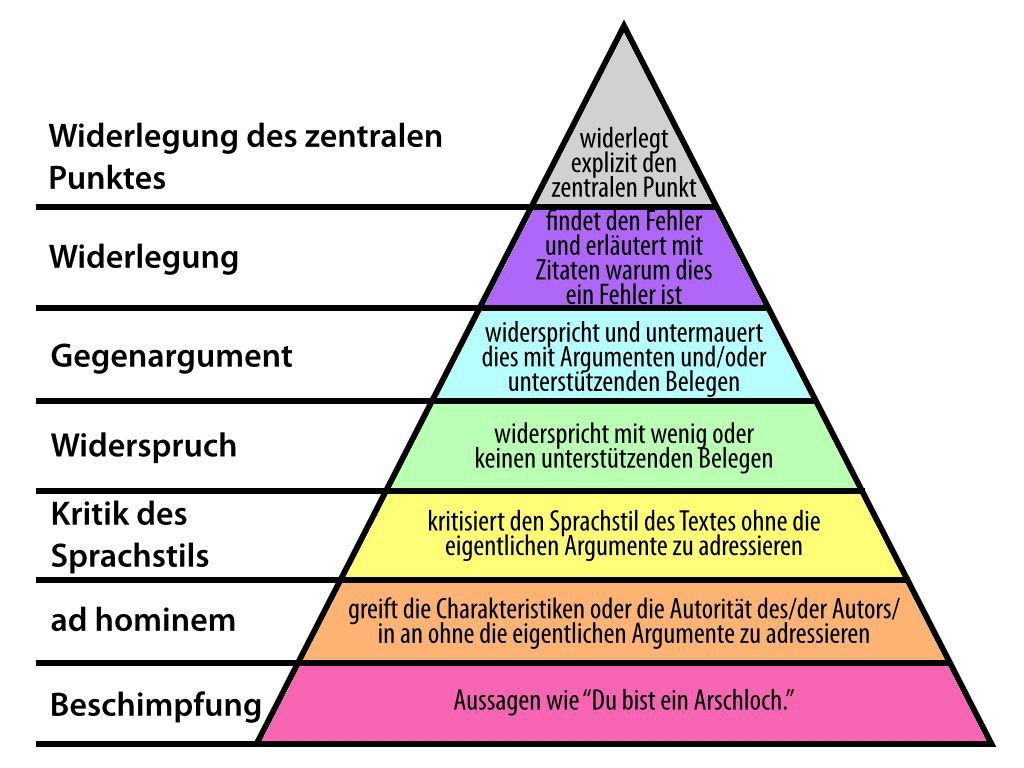 Widerlegung des zentralen
Punktes
widerlegt
explizit den
zentralen Punkt
Widerlegung
findet den Fehler
und erläutert mit
Zitaten warum dies
ein Fehler ist
Gegenargument
widerspricht und untermauert
dies mit Argumenten und/oder
unterstützenden Belegen
Widerspruch
widerspricht mit wenig oder
keinen unterstützenden Belegen
Kritik des
Sprachstils
kritisiert den Sprachstil des Textes ohne die
eigentlichen Argumente zu adressieren
ad hominem
greift die Charakteristiken oder die Autorität des/der Autors/
in an ohne die eigentlichen Argumente zu adressieren
Beschimpfung
Aussagen wie “Du bist ein Arschloch.”